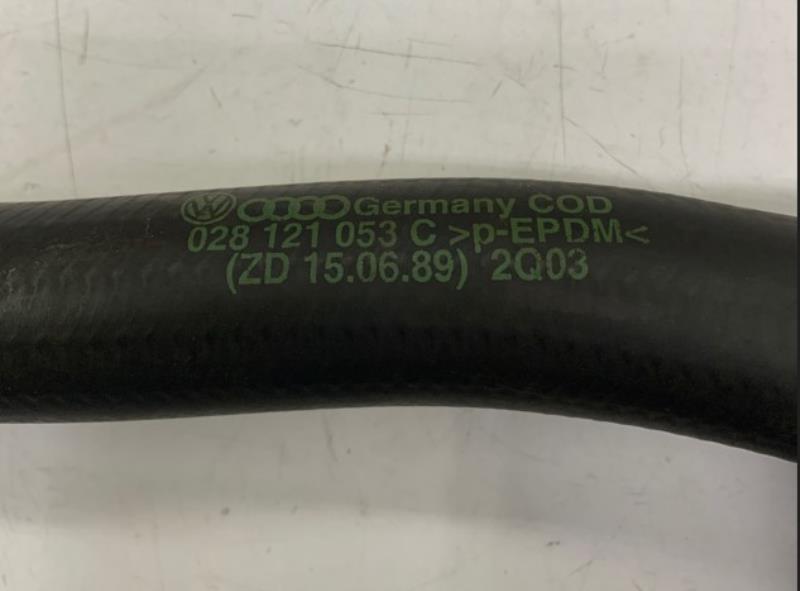 Germany COD
028 121 053 C >p-EPDM<
(ZD 15.06.89) 2Q03